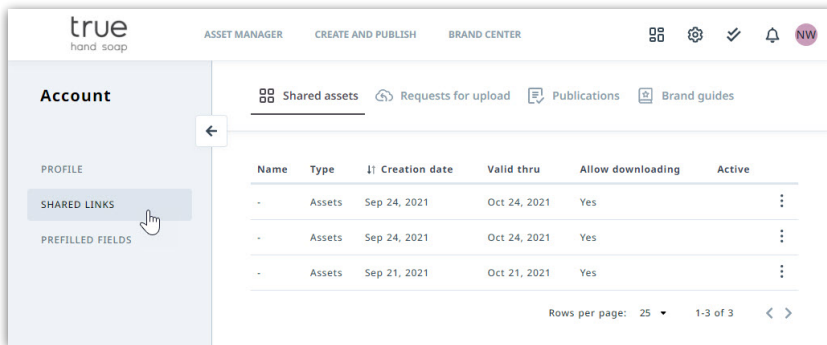 true
hand soap
ASSET MANAGER CREATE AND PUBLISH BRAND CENTER NW
Account
Shared assets Requests for upload Publications Brand guides
PROFILE
SHARED LINKS
PREFILLED FIELDS
Name Type Creation date Valid thru Allow downloading Active
- Assets Sep 24, 2021 Oct 24, 2021 Yes
- Assets Sep 24, 2021 Oct 24, 2021 Yes
- Assets Sep 21, 2021 Oct 21, 2021 Yes
Rows per page: 25 1-3 of 3